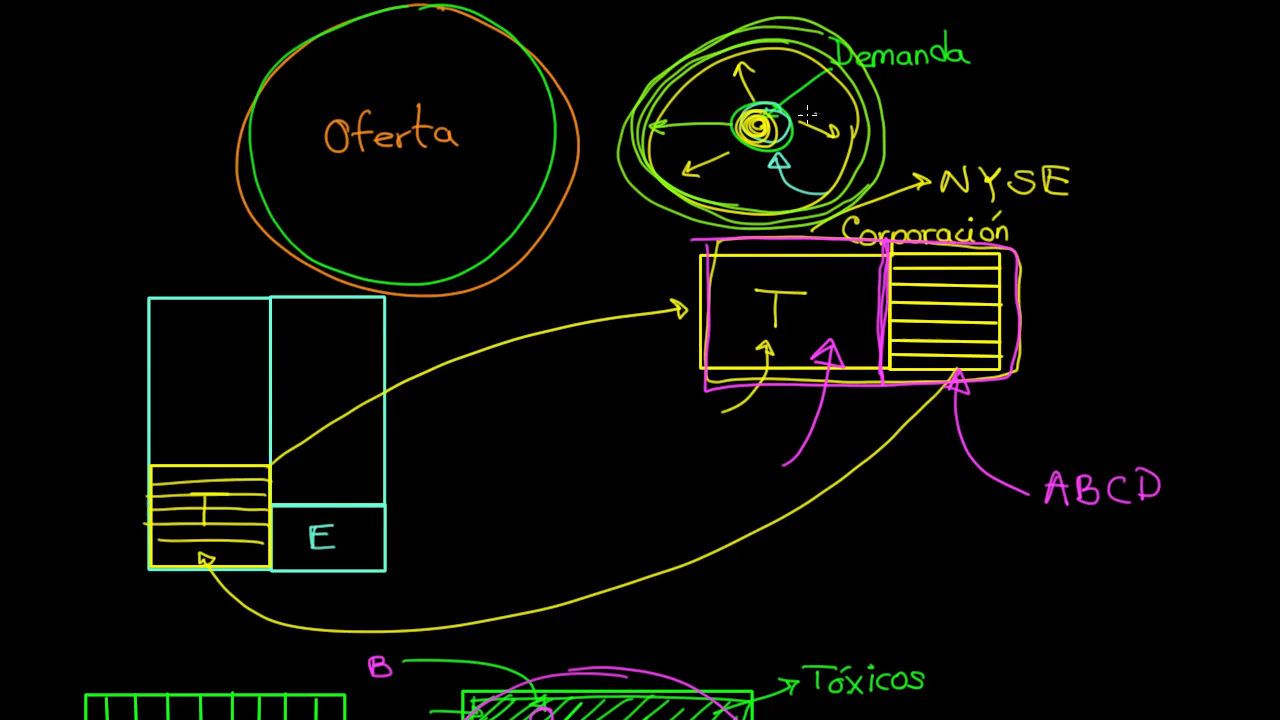 Demanda
Oferta
NYSE
Corporación
T
ABCD
T
E
B
Tóxicos